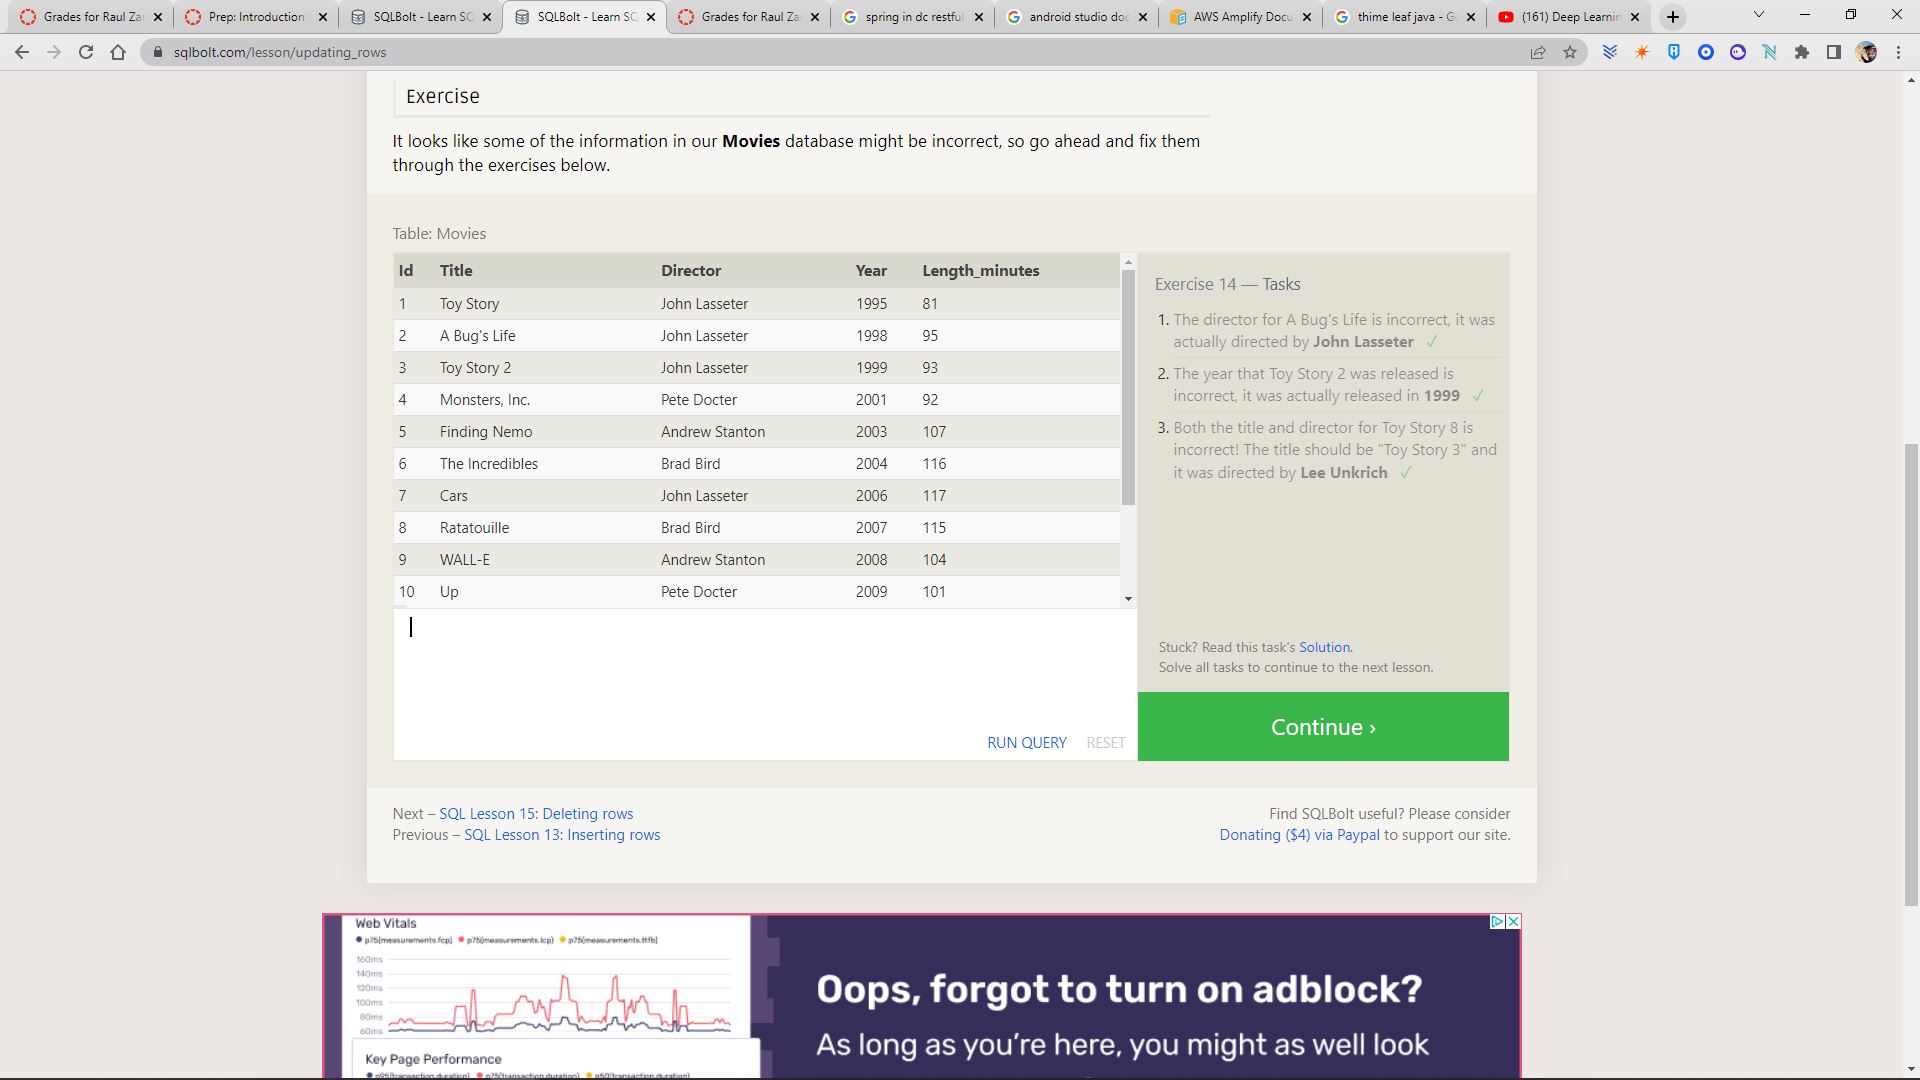 Grades for Raul Za
Prep: Introduction
SQLBolt - Learn SC
SQLBolt - Learn SC
Grades for Raul Za
spring in dc restful
android studio doc
AWS Amplify Docu
thime leaf java - Go
(161) Deep Learnin
sqlbolt.com/lesson/updating_rows
Exercise
It looks like some of the information in our Movies database might be incorrect, so go ahead and fix them
through the exercises below.
Table: Movies
Id Title Director Year Length_minutes
1 Toy Story John Lasseter 1995 81
2 A Bug's Life John Lasseter 1998 95
3 Toy Story 2 John Lasseter 1999 93
4 Monsters, Inc. Pete Docter 2001 92
5 Finding Nemo Andrew Stanton 2003 107
6 The Incredibles Brad Bird 2004 116
7 Cars John Lasseter 2006 117
8 Ratatouille Brad Bird 2007 115
9 WALL-E Andrew Stanton 2008 104
10 Up Pete Docter 2009 101
RUN QUERY RESET
Exercise 14 — Tasks
1. The director for A Bug's Life is incorrect, it was
actually directed by John Lasseter ✓
2. The year that Toy Story 2 was released is
incorrect, it was actually released in 1999 ✓
3. Both the title and director for Toy Story 8 is
incorrect! The title should be "Toy Story 3" and
it was directed by Lee Unkrich ✓
Stuck? Read this task's Solution.
Solve all tasks to continue to the next lesson.
Continue ›
Next – SQL Lesson 15: Deleting rows
Previous – SQL Lesson 13: Inserting rows
Find SQLBolt useful? Please consider
Donating ($4) via Paypal to support our site.
Web Vitals
p75(measurements.fcp) p75(measurements.lcp) p75(measurements.ttfb)
160ms
140ms
120ms
100ms
80ms
60ms
Key Page Performance
p95(transaction.duration) p75(transaction.duration) p50(transaction.duration)
Oops, forgot to turn on adblock?
As long as you're here, you might as well look